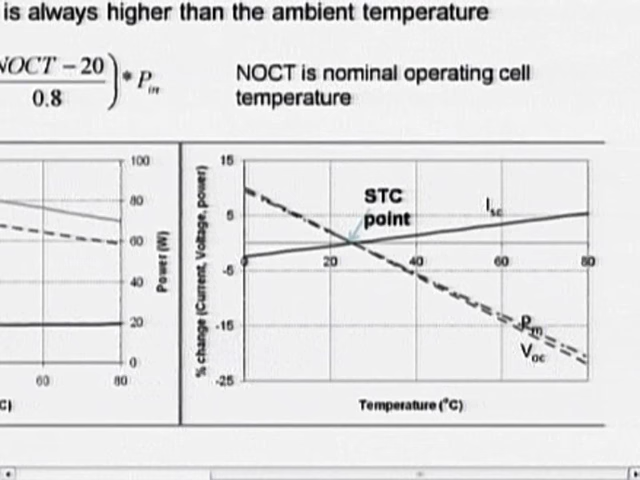 is always higher than the ambient temperature
NOCT – 20
0.8
* P_in
NOCT is nominal operating cell
temperature
100
80
60
40
20
0
Power (W)
60
80
C)
% change (Current, Voltage, power)
15
5
-5
-15
-25
0
20
40
60
80
STC
point
I_sc
P_m
V_oc
Temperature (°C)